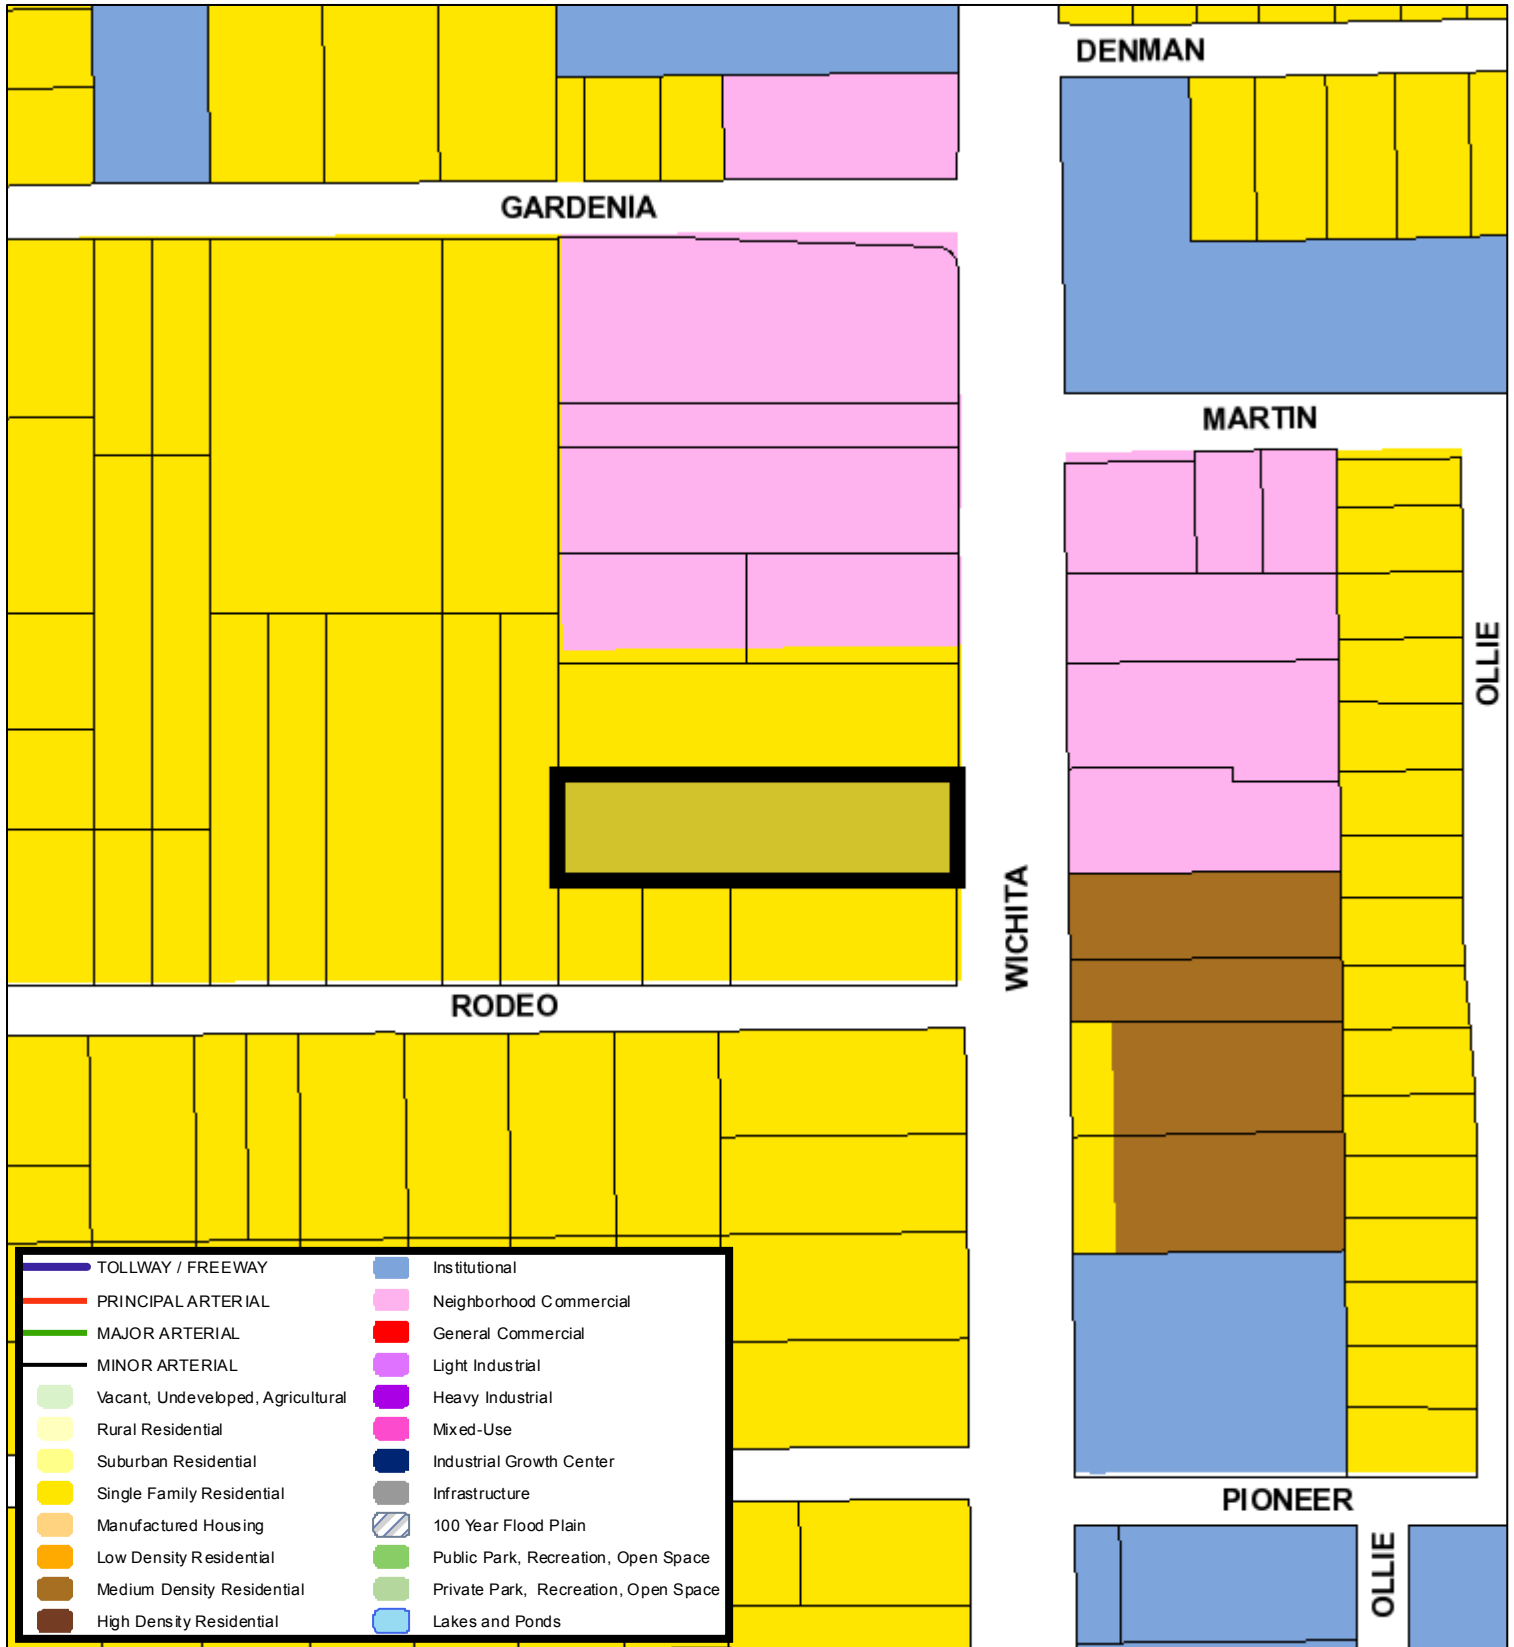 DENMAN
GARDENIA
MARTIN
OLLIE
WICHITA
RODEO
TOLLWAY / FREEWAY
PRINCIPAL ARTERIAL
MAJOR ARTERIAL
MINOR ARTERIAL
Vacant, Undeveloped, Agricultural
Rural Residential
Suburban Residential
Single Family Residential
Manufactured Housing
Low Density Residential
Medium Density Residential
High Density Residential
Institutional
Neighborhood Commercial
General Commercial
Light Industrial
Heavy Industrial
Mixed-Use
Industrial Growth Center
Infrastructure
100 Year Flood Plain
Public Park, Recreation, Open Space
Private Park, Recreation, Open Space
Lakes and Ponds
PIONEER
OLLIE